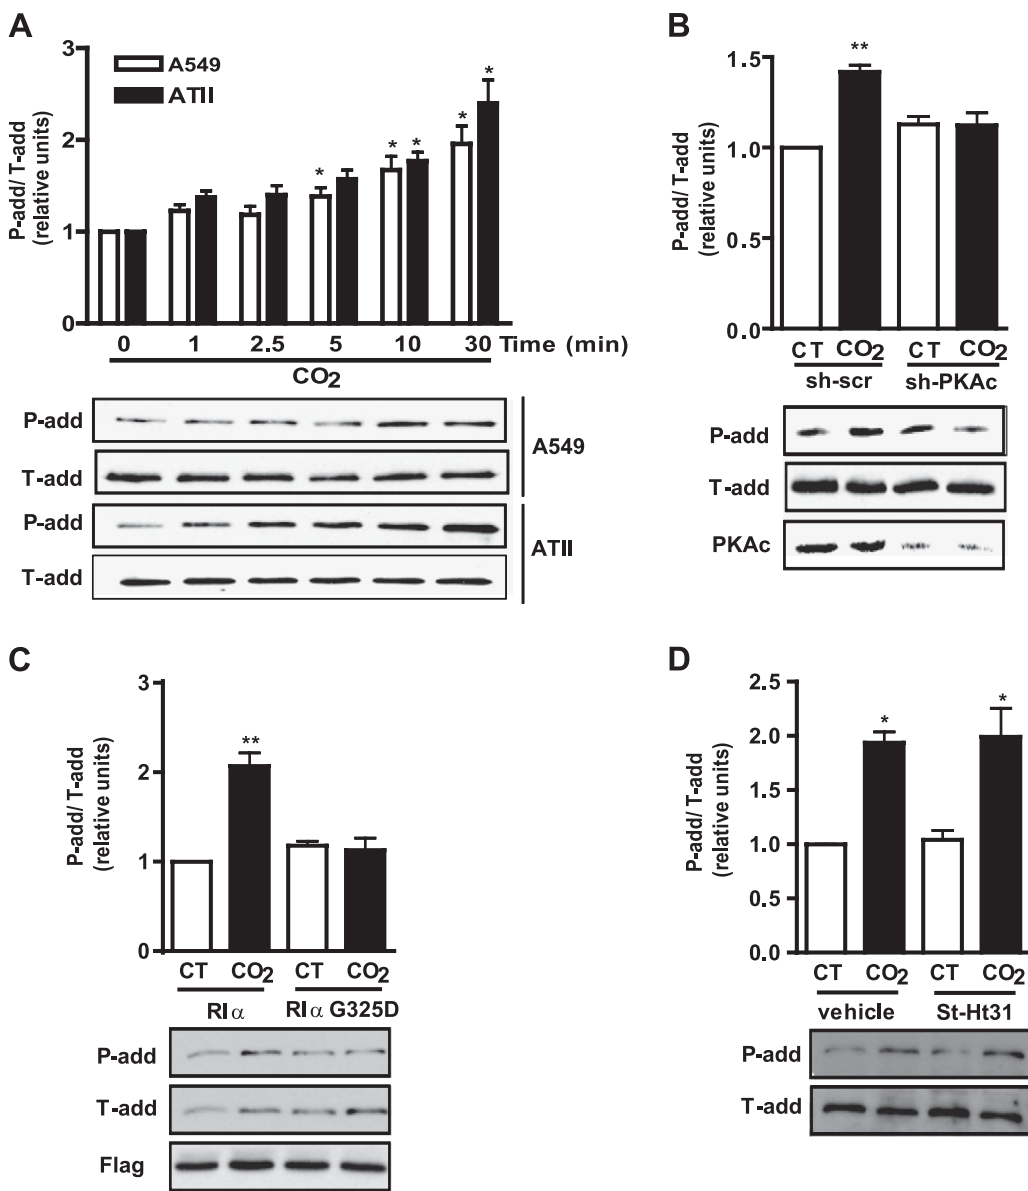 A
P-add/ T-add
(relative units)
3
2
1
0
A549
ATII
*
*
*
*
*
*
0 1 2.5 5 10 30 Time (min)
CO2
P-add
T-add
A549
P-add
T-add
ATII
B
P-add/ T-add
(relative units)
1.5
1.0
0.5
0.0
**
CT CO2 CT CO2
sh-scr sh-PKAc
P-add
T-add
PKAc
C
P-add/ T-add
(relative units)
3
2
1
0
**
CT CO2 CT CO2
RIα RIα G325D
P-add
T-add
Flag
D
P-add/ T-add
(relative units)
2.5
2.0
1.5
1.0
0.5
0.0
*
*
CT CO2 CT CO2
vehicle St-Ht31
P-add
T-add